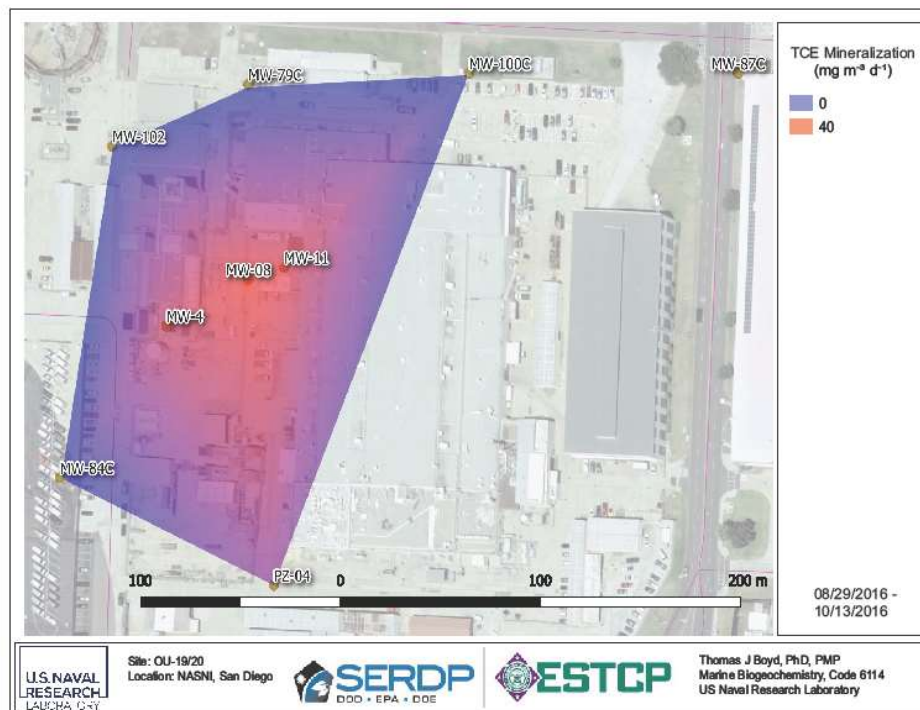 MW-79C
MW-100C
MW-87C
MW-102
MW-11
MW-08
MW-4
MW-84C
PZ-04
100 0 100 200 m
TCE Mineralization
(mg m⁻³ d⁻¹)
0
40
08/29/2016 -
10/13/2016
U.S. NAVAL
RESEARCH
LABORATORY
Site: OU-19/20
Location: NASNI, San Diego
SERDP
DOD • EPA • DOE
ESTCP
Thomas J Boyd, PhD, PMP
Marine Biogeochemistry, Code 6114
US Naval Research Laboratory